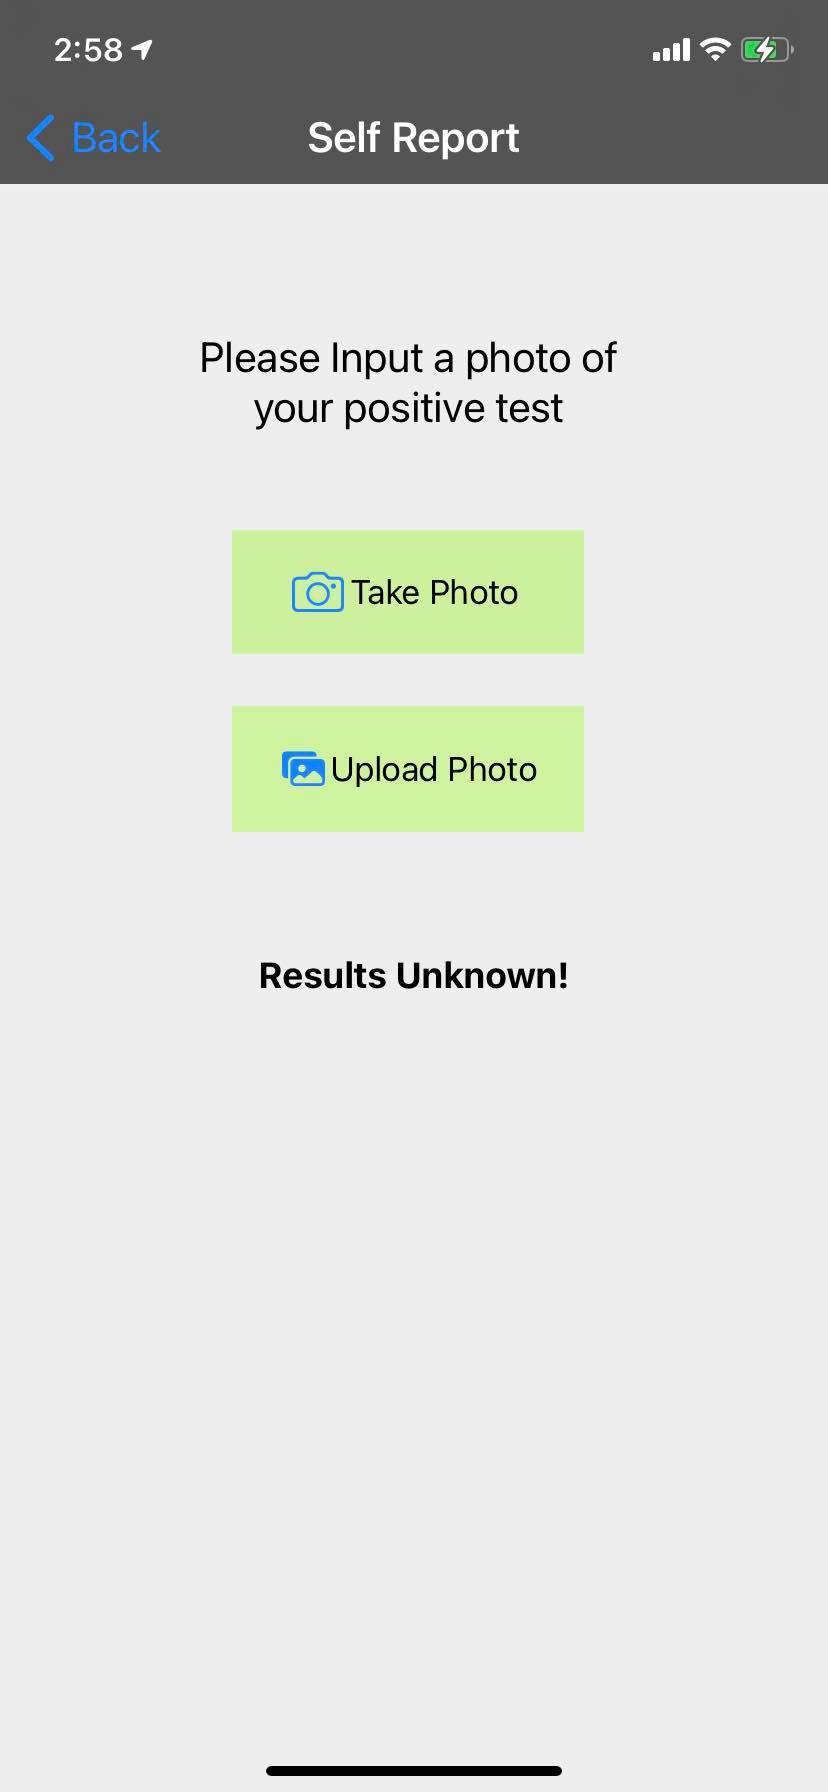 2:58
Back
Self Report
Please Input a photo of
your positive test
Take Photo
Upload Photo
Results Unknown!